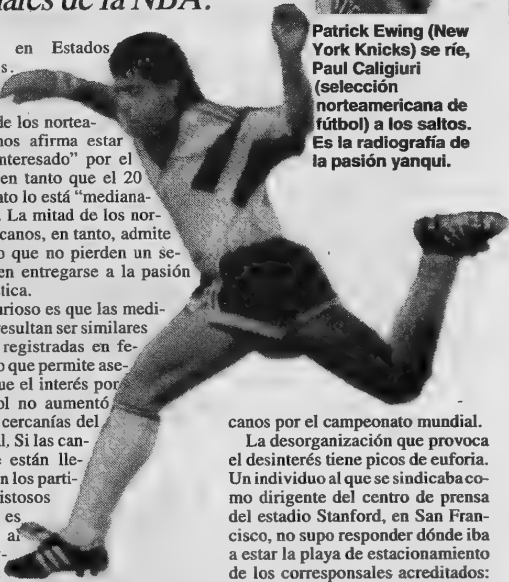 nares de la NBA.
en Estados
s.
de los nortea-
nos afirma estar
nteresado" por el
en tanto que el 20
nto lo está "mediana-
. La mitad de los nor-
canos, en tanto, admite
o que no pierden un se-
en entregarse a la pasión
tica.
urioso es que las medi-
resultan ser similares
registradas en fe-
o que permite ase-
ue el interés por
ol no aumentó
cercanías del
l, Si las can-
e están lle-
n los parti-
istosos
es
al
Patrick Ewing (New
York Knicks) se ríe,
Paul Caligiuri
(selección
norteamericana de
fútbol) a los saltos.
Es la radiografía de
la pasión yanqui.
canos por el campeonato mundial.
La desorganización que provoca
el desinterés tiene picos de euforia.
Un individuo al que se sindicaba co-
mo dirigente del centro de prensa
del estadio Stanford, en San Fran-
cisco, no supo responder dónde iba
a estar la playa de estacionamiento
de los corresponsales acreditados: